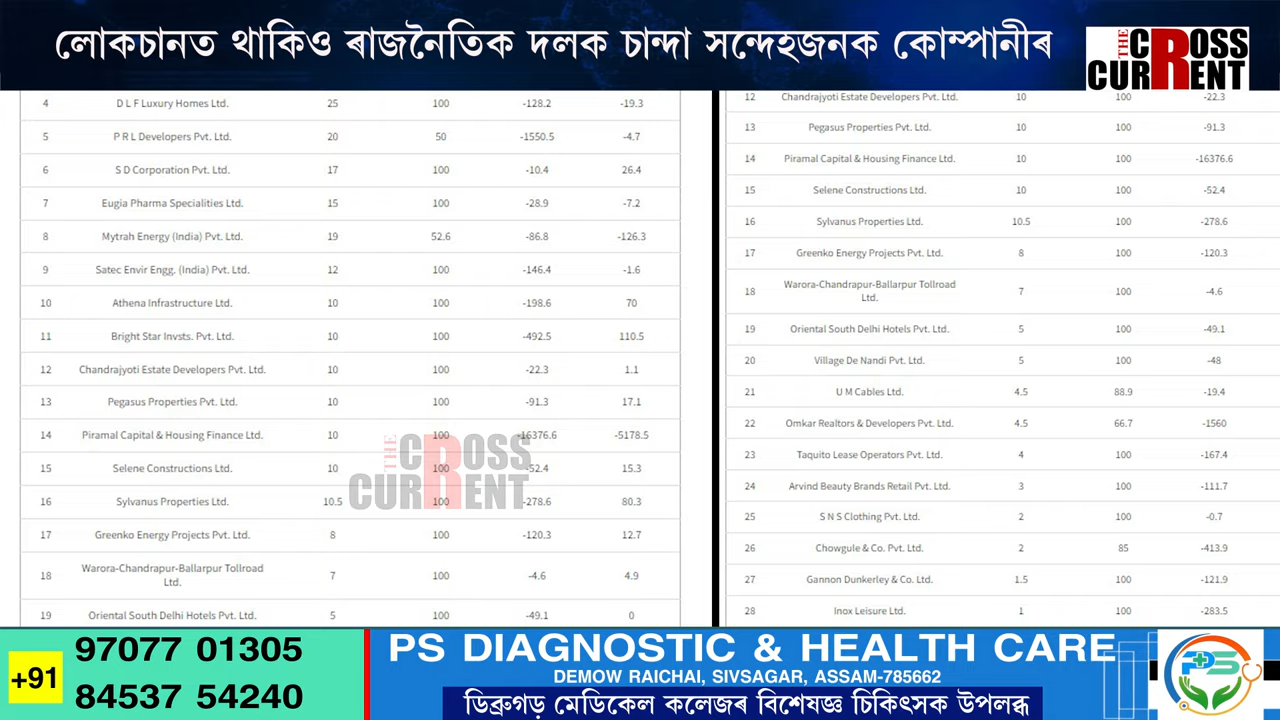 লোকচানত থাকিও ৰাজনৈতিক দলক চান্দা সন্দেহজনক কোম্পানীৰ
THE CROSS CURRENT
4 D L F Luxury Homes Ltd. 25 100 -128.2 -19.3
5 P R L Developers Pvt. Ltd. 20 50 -1550.5 -4.7
6 S D Corporation Pvt. Ltd. 17 100 -10.4 26.4
7 Eugia Pharma Specialities Ltd. 15 100 -28.9 -7.2
8 Mytrah Energy (India) Pvt. Ltd. 19 52.6 -86.8 -126.3
9 Satec Envir Engg. (India) Pvt. Ltd. 12 100 -146.4 -1.6
10 Athena Infrastructure Ltd. 10 100 -198.6 70
11 Bright Star Invsts. Pvt. Ltd. 10 100 -492.5 110.5
12 Chandrajyoti Estate Developers Pvt. Ltd. 10 100 -22.3 1.1
13 Pegasus Properties Pvt. Ltd. 10 100 -91.3 17.1
14 Piramal Capital & Housing Finance Ltd. 10 100 -16376.6 -5178.5
15 Selene Constructions Ltd. 10 100 -52.4 15.3
16 Sylvanus Properties Ltd. 10.5 100 -278.6 80.3
17 Greenko Energy Projects Pvt. Ltd. 8 100 -120.3 12.7
18 Warora-Chandrapur-Ballarpur Tollroad
Ltd. 7 100 -4.6 4.9
19 Oriental South Delhi Hotels Pvt. Ltd. 5 100 -49.1 0
THE CROSS CURRENT
12 Chandrajyoti Estate Developers Pvt. Ltd. 10 100 -22.3
13 Pegasus Properties Pvt. Ltd. 10 100 -91.3
14 Piramal Capital & Housing Finance Ltd. 10 100 -16376.6
15 Selene Constructions Ltd. 10 100 -52.4
16 Sylvanus Properties Ltd. 10.5 100 -278.6
17 Greenko Energy Projects Pvt. Ltd. 8 100 -120.3
18 Warora-Chandrapur-Ballarpur Tollroad
Ltd. 7 100 -4.6
19 Oriental South Delhi Hotels Pvt. Ltd. 5 100 -49.1
20 Village De Nandi Pvt. Ltd. 5 100 -48
21 U M Cables Ltd. 4.5 88.9 -19.4
22 Omkar Realtors & Developers Pvt. Ltd. 4.5 66.7 -1560
23 Taquito Lease Operators Pvt. Ltd. 4 100 -167.4
24 Arvind Beauty Brands Retail Pvt. Ltd. 3 100 -111.7
25 S N S Clothing Pvt. Ltd. 2 100 -0.7
26 Chowgule & Co. Pvt. Ltd. 2 85 -413.9
27 Gannon Dunkerley & Co. Ltd. 1.5 100 -121.9
28 Inox Leisure Ltd. 1 100 -283.5
+91
97077 01305
84537 54240
PS DIAGNOSTIC & HEALTH CARE
DEMOW RAICHAI, SIVSAGAR, ASSAM-785662
ডিব্ৰুগড় মেডিকেল কলেজৰ বিশেষজ্ঞ চিকিৎসক উপলব্ধ
PS